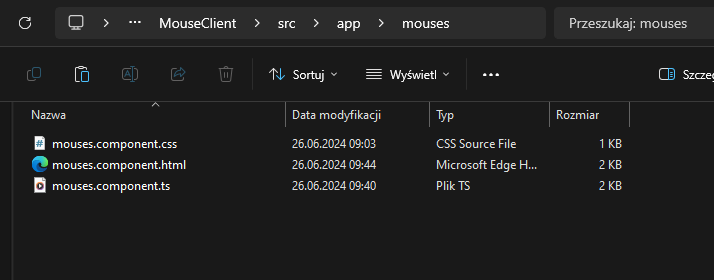 MouseClient > src > app > mouses Przeszukaj: mouses
Sortuj Wyświetl Szczeg
Nazwa Data modyfikacji Typ Rozmiar
mouses.component.css 26.06.2024 09:03 CSS Source File 1 KB
mouses.component.html 26.06.2024 09:44 Microsoft Edge H... 2 KB
mouses.component.ts 26.06.2024 09:40 Plik TS 2 KB